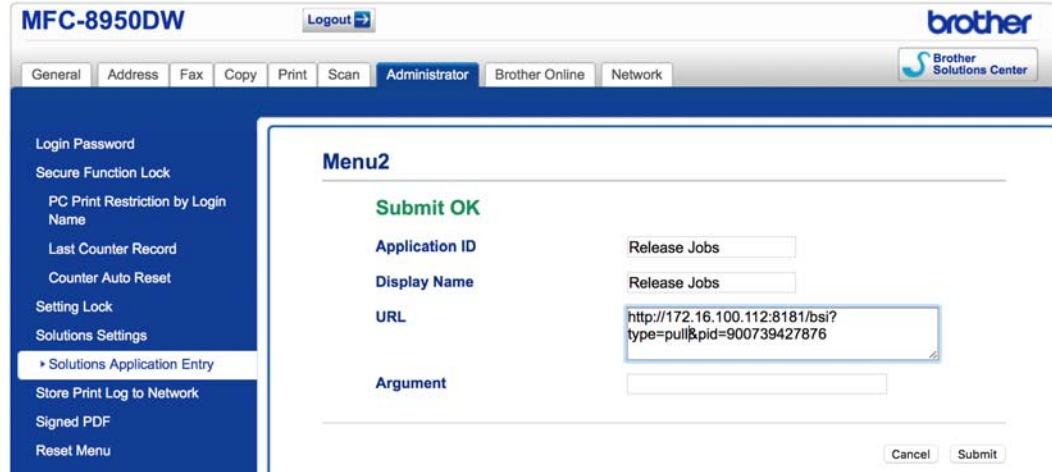 MFC-8950DW
Logout
brother
General
Address
Fax
Copy
Print
Scan
Administrator
Brother Online
Network
Brother
Solutions Center
Login Password
Secure Function Lock
PC Print Restriction by Login
Name
Last Counter Record
Counter Auto Reset
Setting Lock
Solutions Settings
Solutions Application Entry
Store Print Log to Network
Signed PDF
Reset Menu
Menu2
Submit OK
Application ID
Release Jobs
Display Name
Release Jobs
URL
http://172.16.100.112:8181/bsi?
type=pull&pid=900739427876
Argument
Cancel
Submit